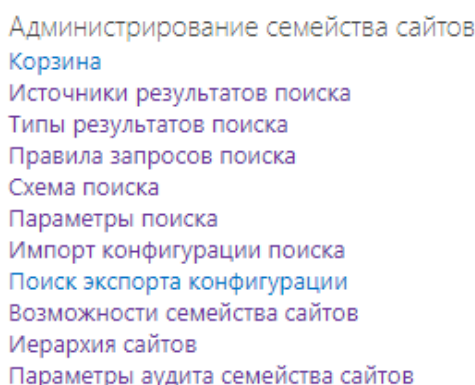 Администрирование семейства сайтов
Корзина
Источники результатов поиска
Типы результатов поиска
Правила запросов поиска
Схема поиска
Параметры поиска
Импорт конфигурации поиска
Поиск экспорта конфигурации
Возможности семейства сайтов
Иерархия сайтов
Параметры аудита семейства сайтов